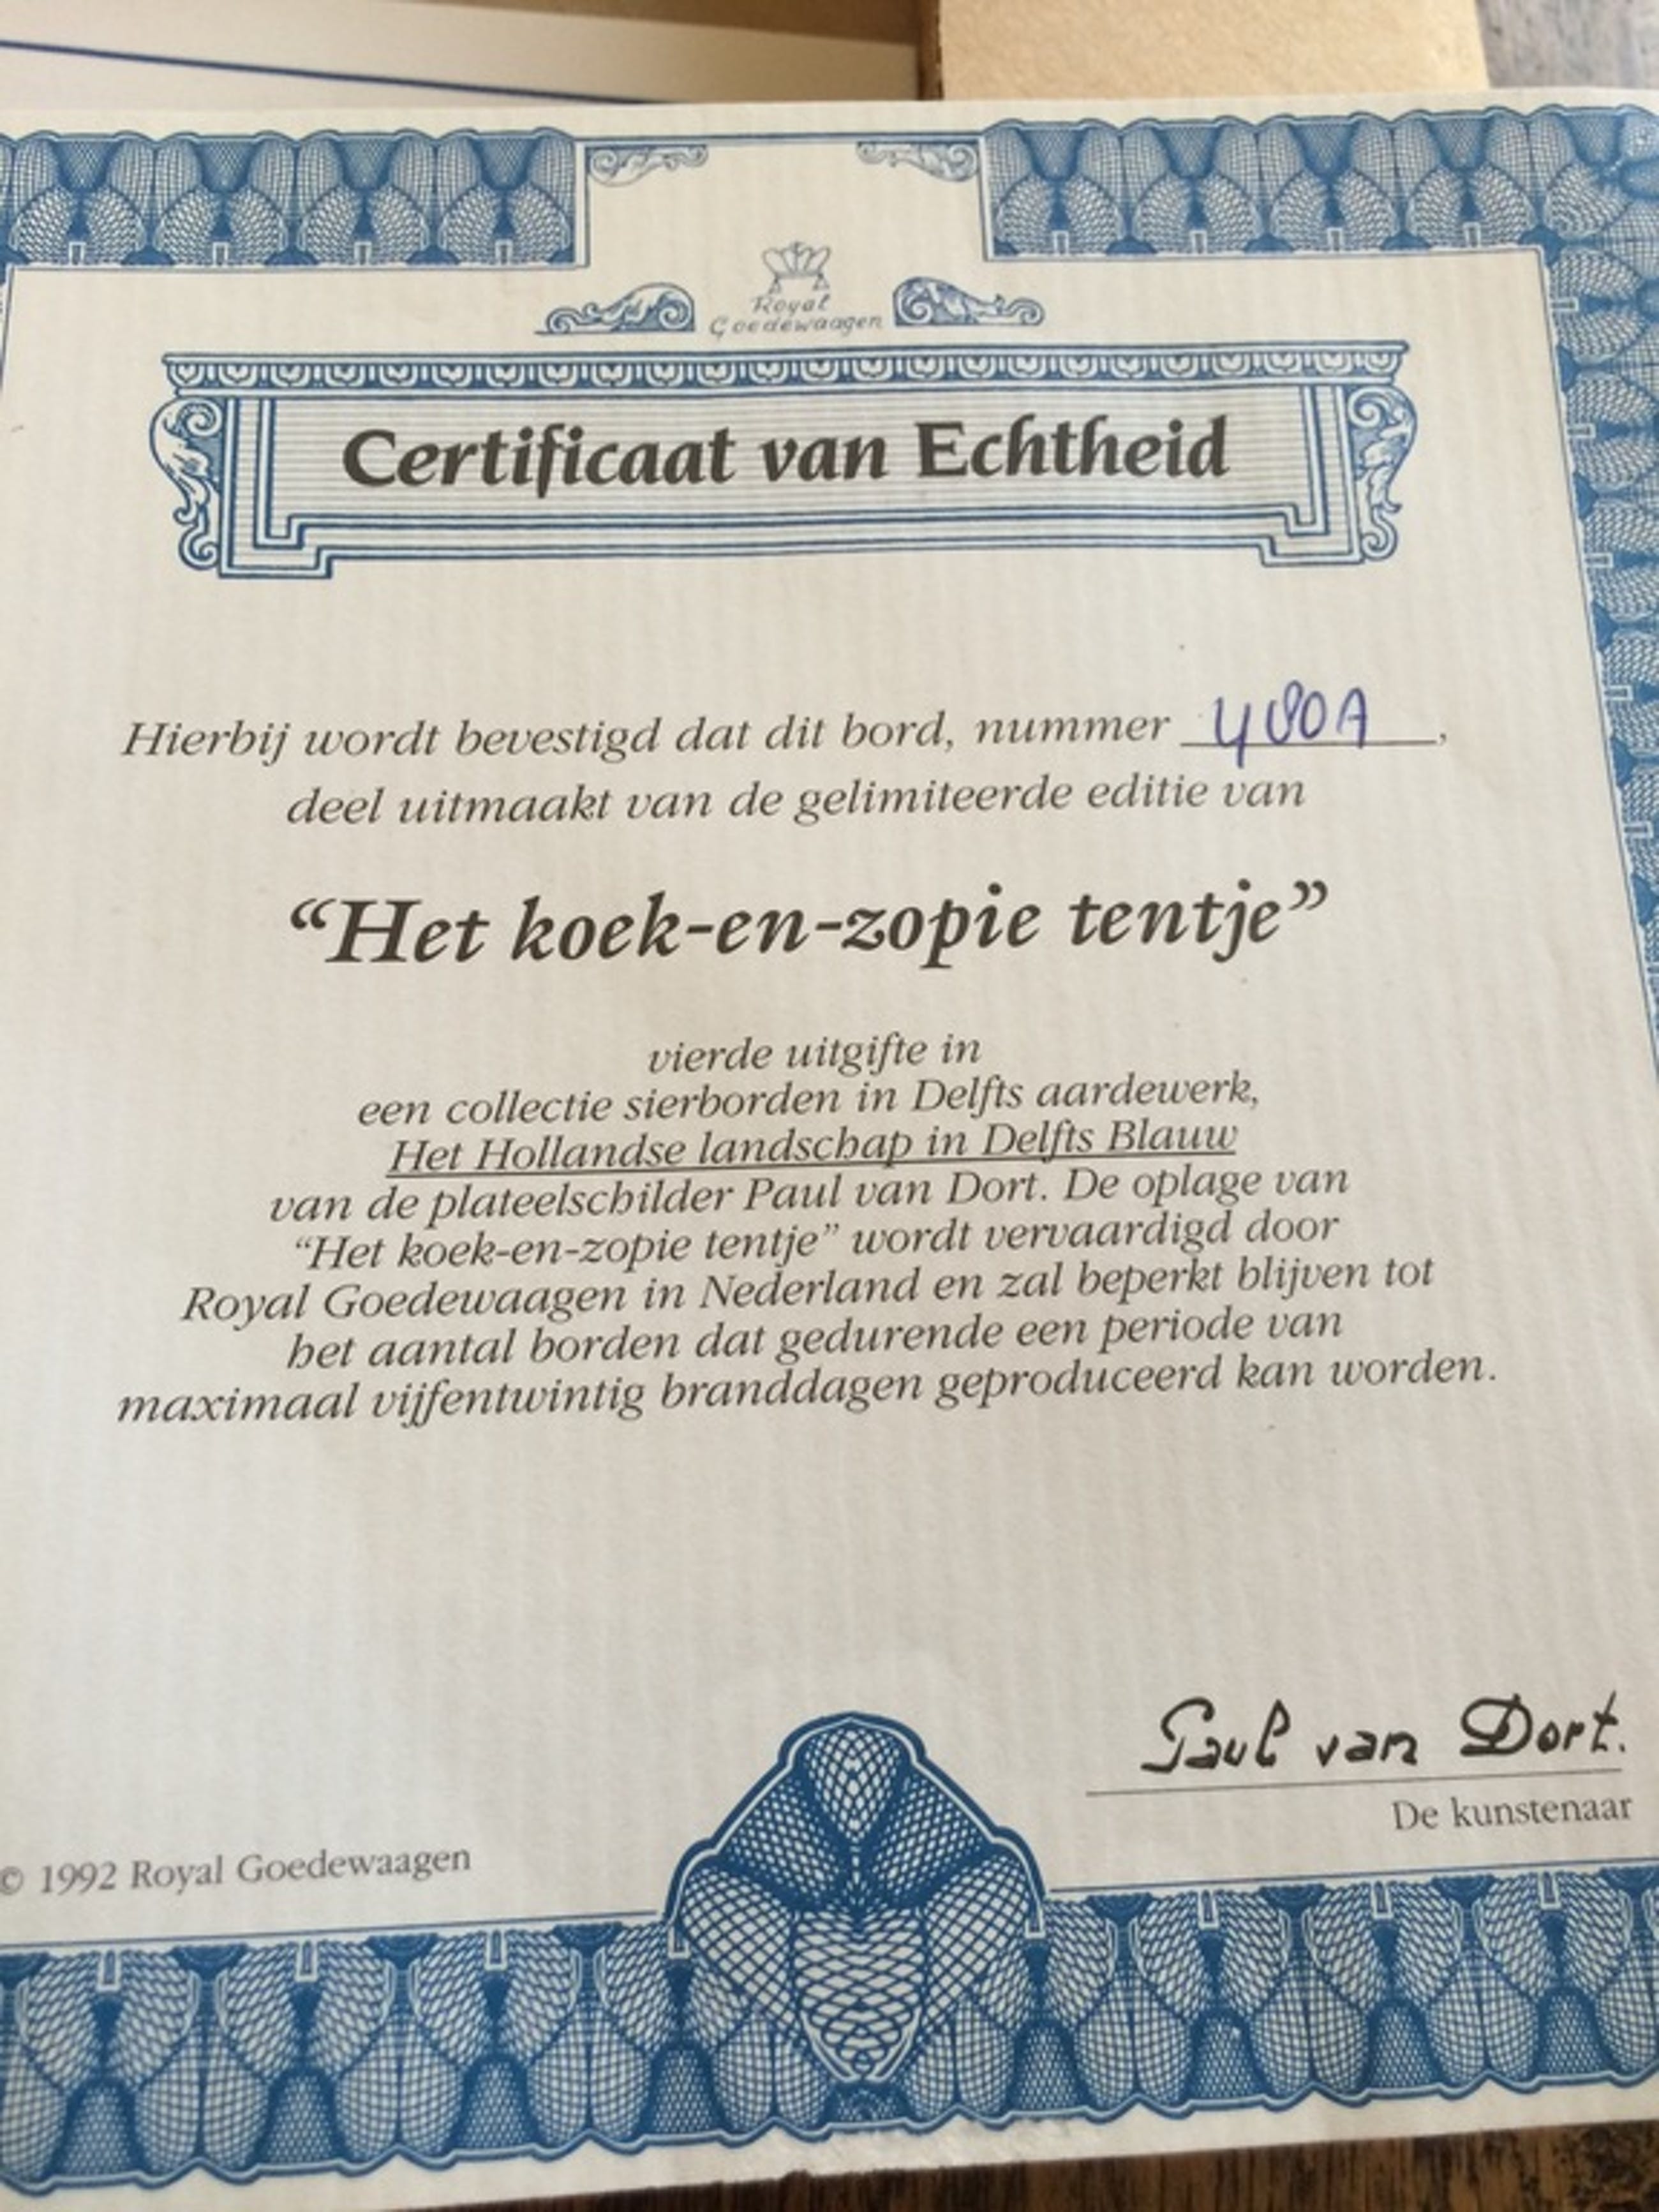 Royal
Goedewaagen
Certificaat van Echtheid
Hierbij wordt bevestigd dat dit bord, nummer 480A,
deel uitmaakt van de gelimiteerde editie van
“Het koek-en-zopie tentje”
vierde uitgifte in
een collectie sierborden in Delfts aardewerk,
Het Hollandse landschap in Delfts Blauw
van de plateelschilder Paul van Dort. De oplage van
“Het koek-en-zopie tentje” wordt vervaardigd door
Royal Goedewaagen in Nederland en zal beperkt blijven tot
het aantal borden dat gedurende een periode van
maximaal vijfentwintig branddagen geproduceerd kan worden.
Paul van Dort.
De kunstenaar
© 1992 Royal Goedewaagen